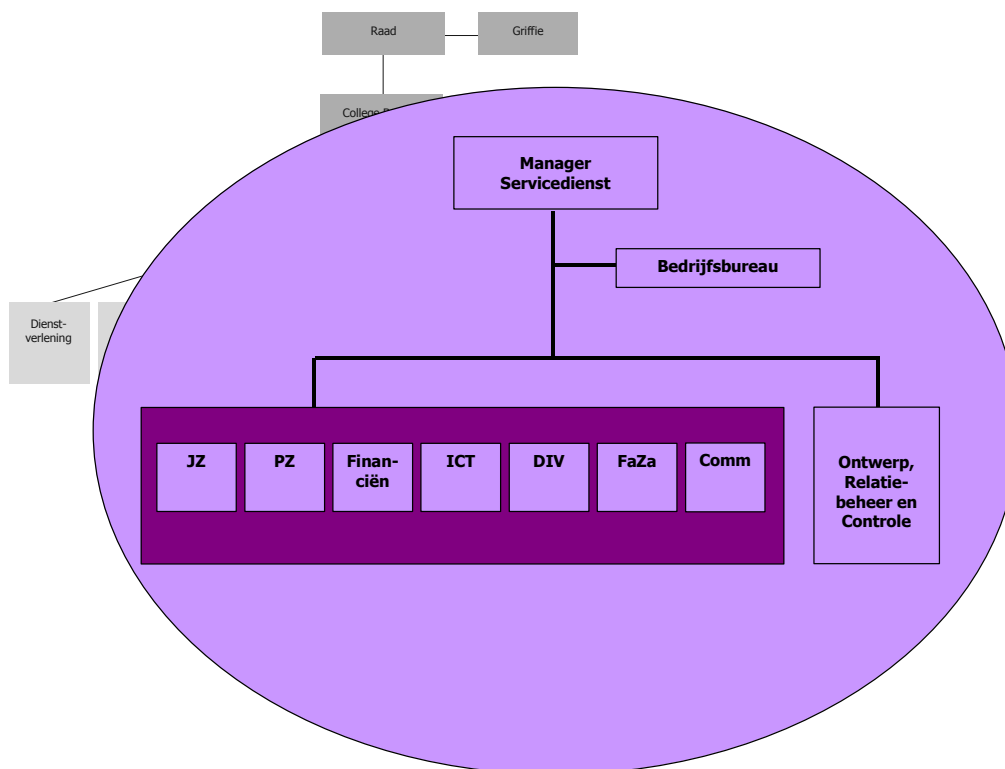 Raad
Griffie
College
Manager
Servicedienst
Bedrijfsbureau
Dienst-
verlening
JZ
PZ
Finan-
ciën
ICT
DIV
FaZa
Comm
Ontwerp,
Relatie-
beheer en
Controle